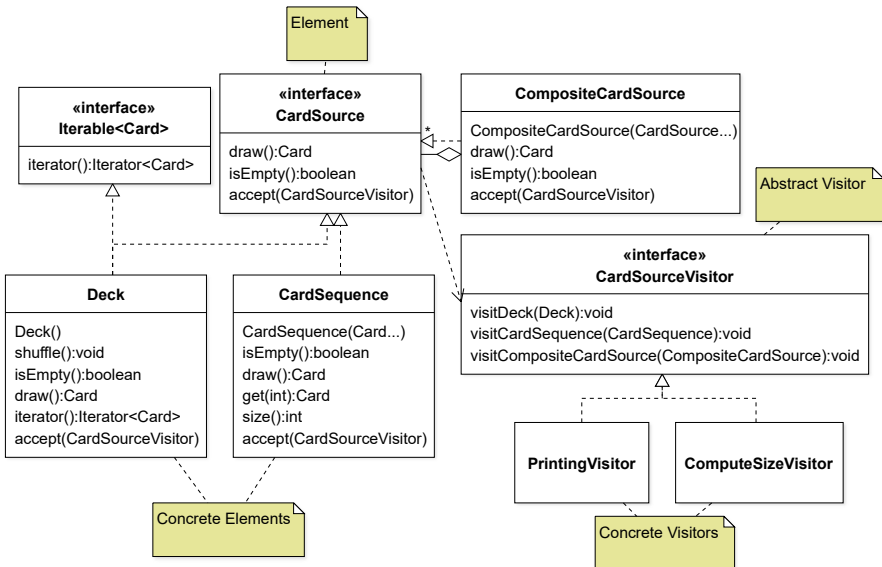 Element
«interface»
Iterable<Card>
iterator():Iterator<Card>
«interface»
CardSource
draw():Card
isEmpty():boolean
accept(CardSourceVisitor)
*
CompositeCardSource
CompositeCardSource(CardSource...)
draw():Card
isEmpty():boolean
accept(CardSourceVisitor)
Abstract Visitor
«interface»
CardSourceVisitor
visitDeck(Deck):void
visitCardSequence(CardSequence):void
visitCompositeCardSource(CompositeCardSource):void
Deck
Deck()
shuffle():void
isEmpty():boolean
draw():Card
iterator():Iterator<Card>
accept(CardSourceVisitor)
CardSequence
CardSequence(Card...)
isEmpty():boolean
draw():Card
get(int):Card
size():int
accept(CardSourceVisitor)
PrintingVisitor
ComputeSizeVisitor
Concrete Elements
Concrete Visitors